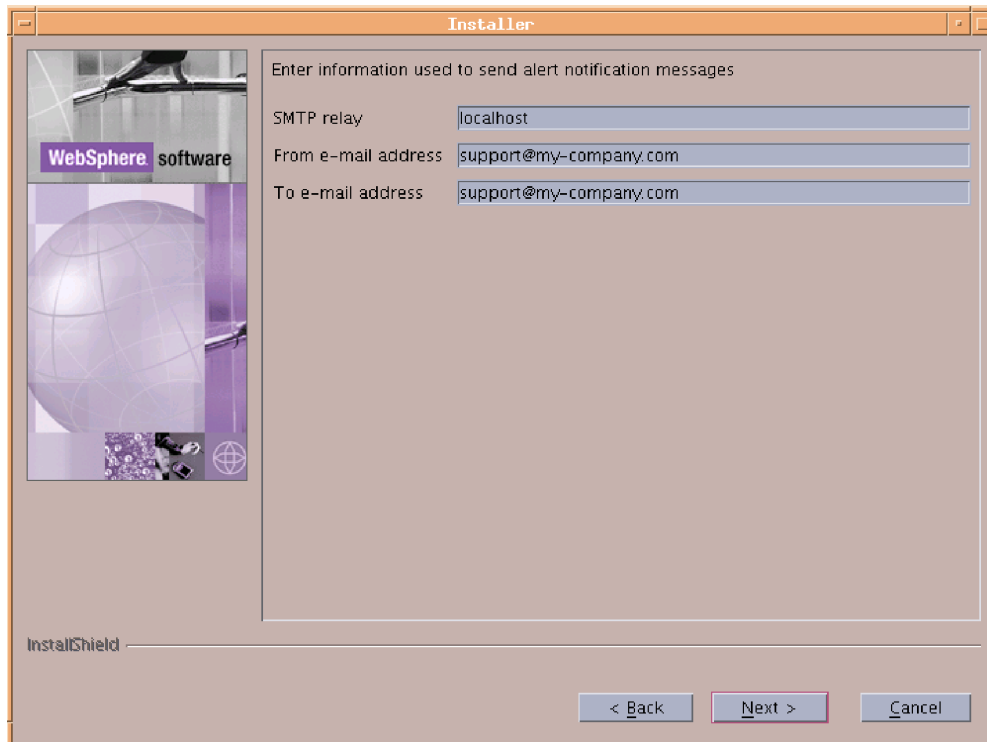 Installer
WebSphere software
Enter information used to send alert notification messages
SMTP relay localhost
From e-mail address support@my-company.com
To e-mail address support@my-company.com
InstallShield
< Back Next > Cancel